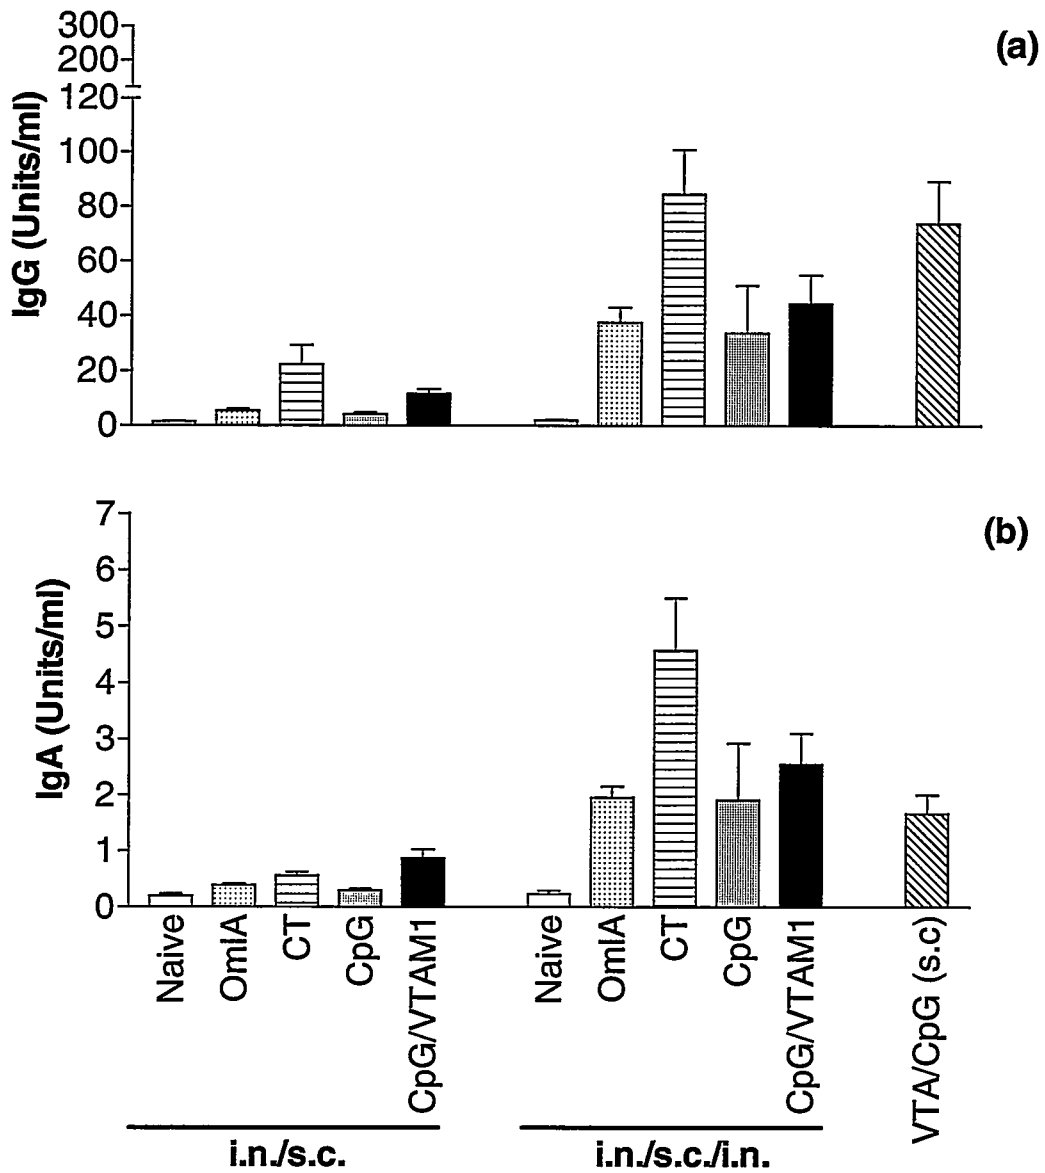 (a)
IgG (Units/ml)
300
200
120
100
80
60
40
20
0
(b)
IgA (Units/ml)
7
6
5
4
3
2
1
0
Naive
OmlA
CT
CpG
CpG/VTAM1
Naive
OmlA
CT
CpG
CpG/VTAM1
VTA/CpG (s.c)
i.n./s.c.
i.n./s.c./i.n.